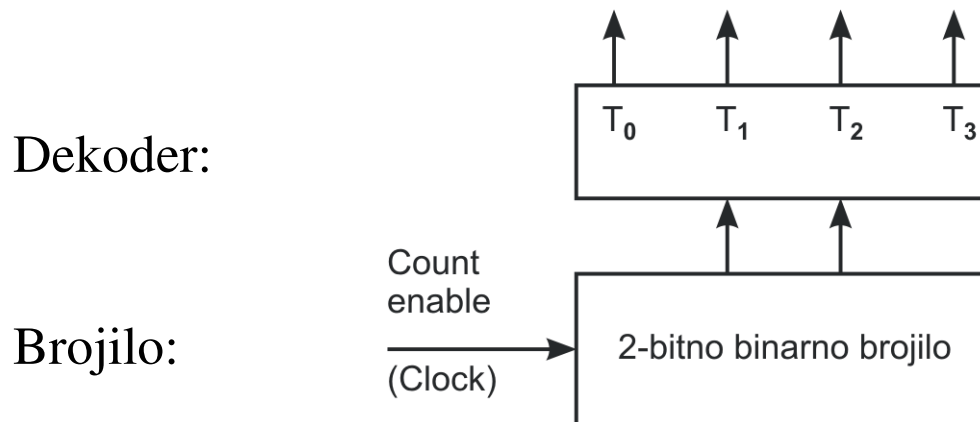 T₀ T₁ T₂ T₃
Dekoder:
Count
enable
Brojilo:
2-bitno binarno brojilo
(Clock)